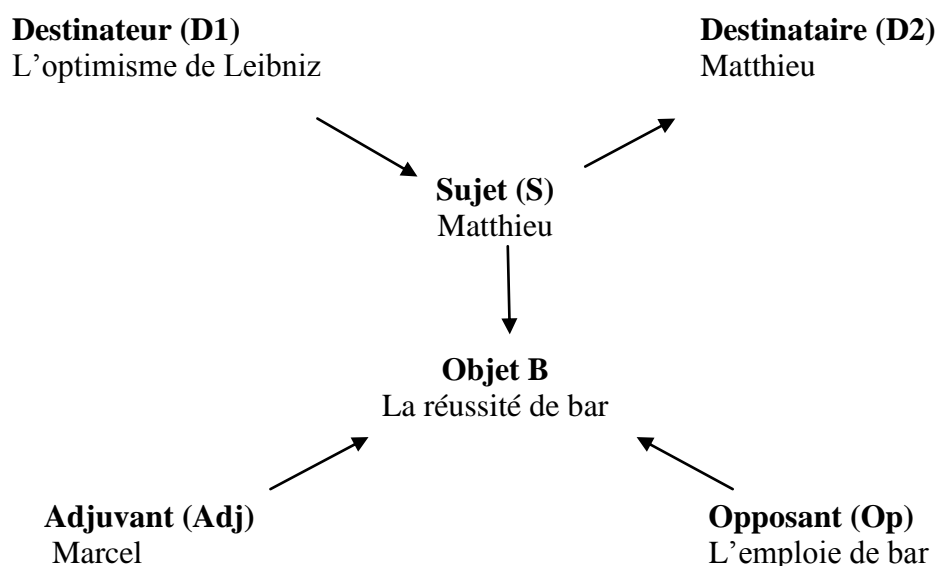 Destinateur (D1)
L’optimisme de Leibniz
Destinataire (D2)
Matthieu
Sujet (S)
Matthieu
Objet B
La réussité de bar
Adjuvant (Adj)
Marcel
Opposant (Op)
L’emploie de bar